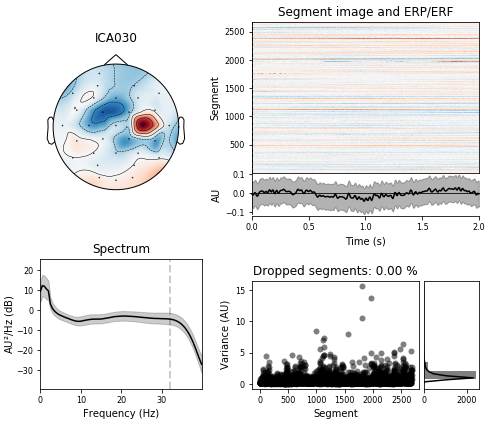 ICA030
Segment image and ERP/ERF
2500
2000
1500
1000
500
Segment
0.1
0.0
−0.1
AU
0.0 0.5 1.0 1.5 2.0
Time (s)
Spectrum
20
10
0
−10
−20
−30
AU²/Hz (dB)
0 10 20 30
Frequency (Hz)
Dropped segments: 0.00 %
15
10
5
0
Variance (AU)
0 500 1000 1500 2000 2500
Segment
0 2000